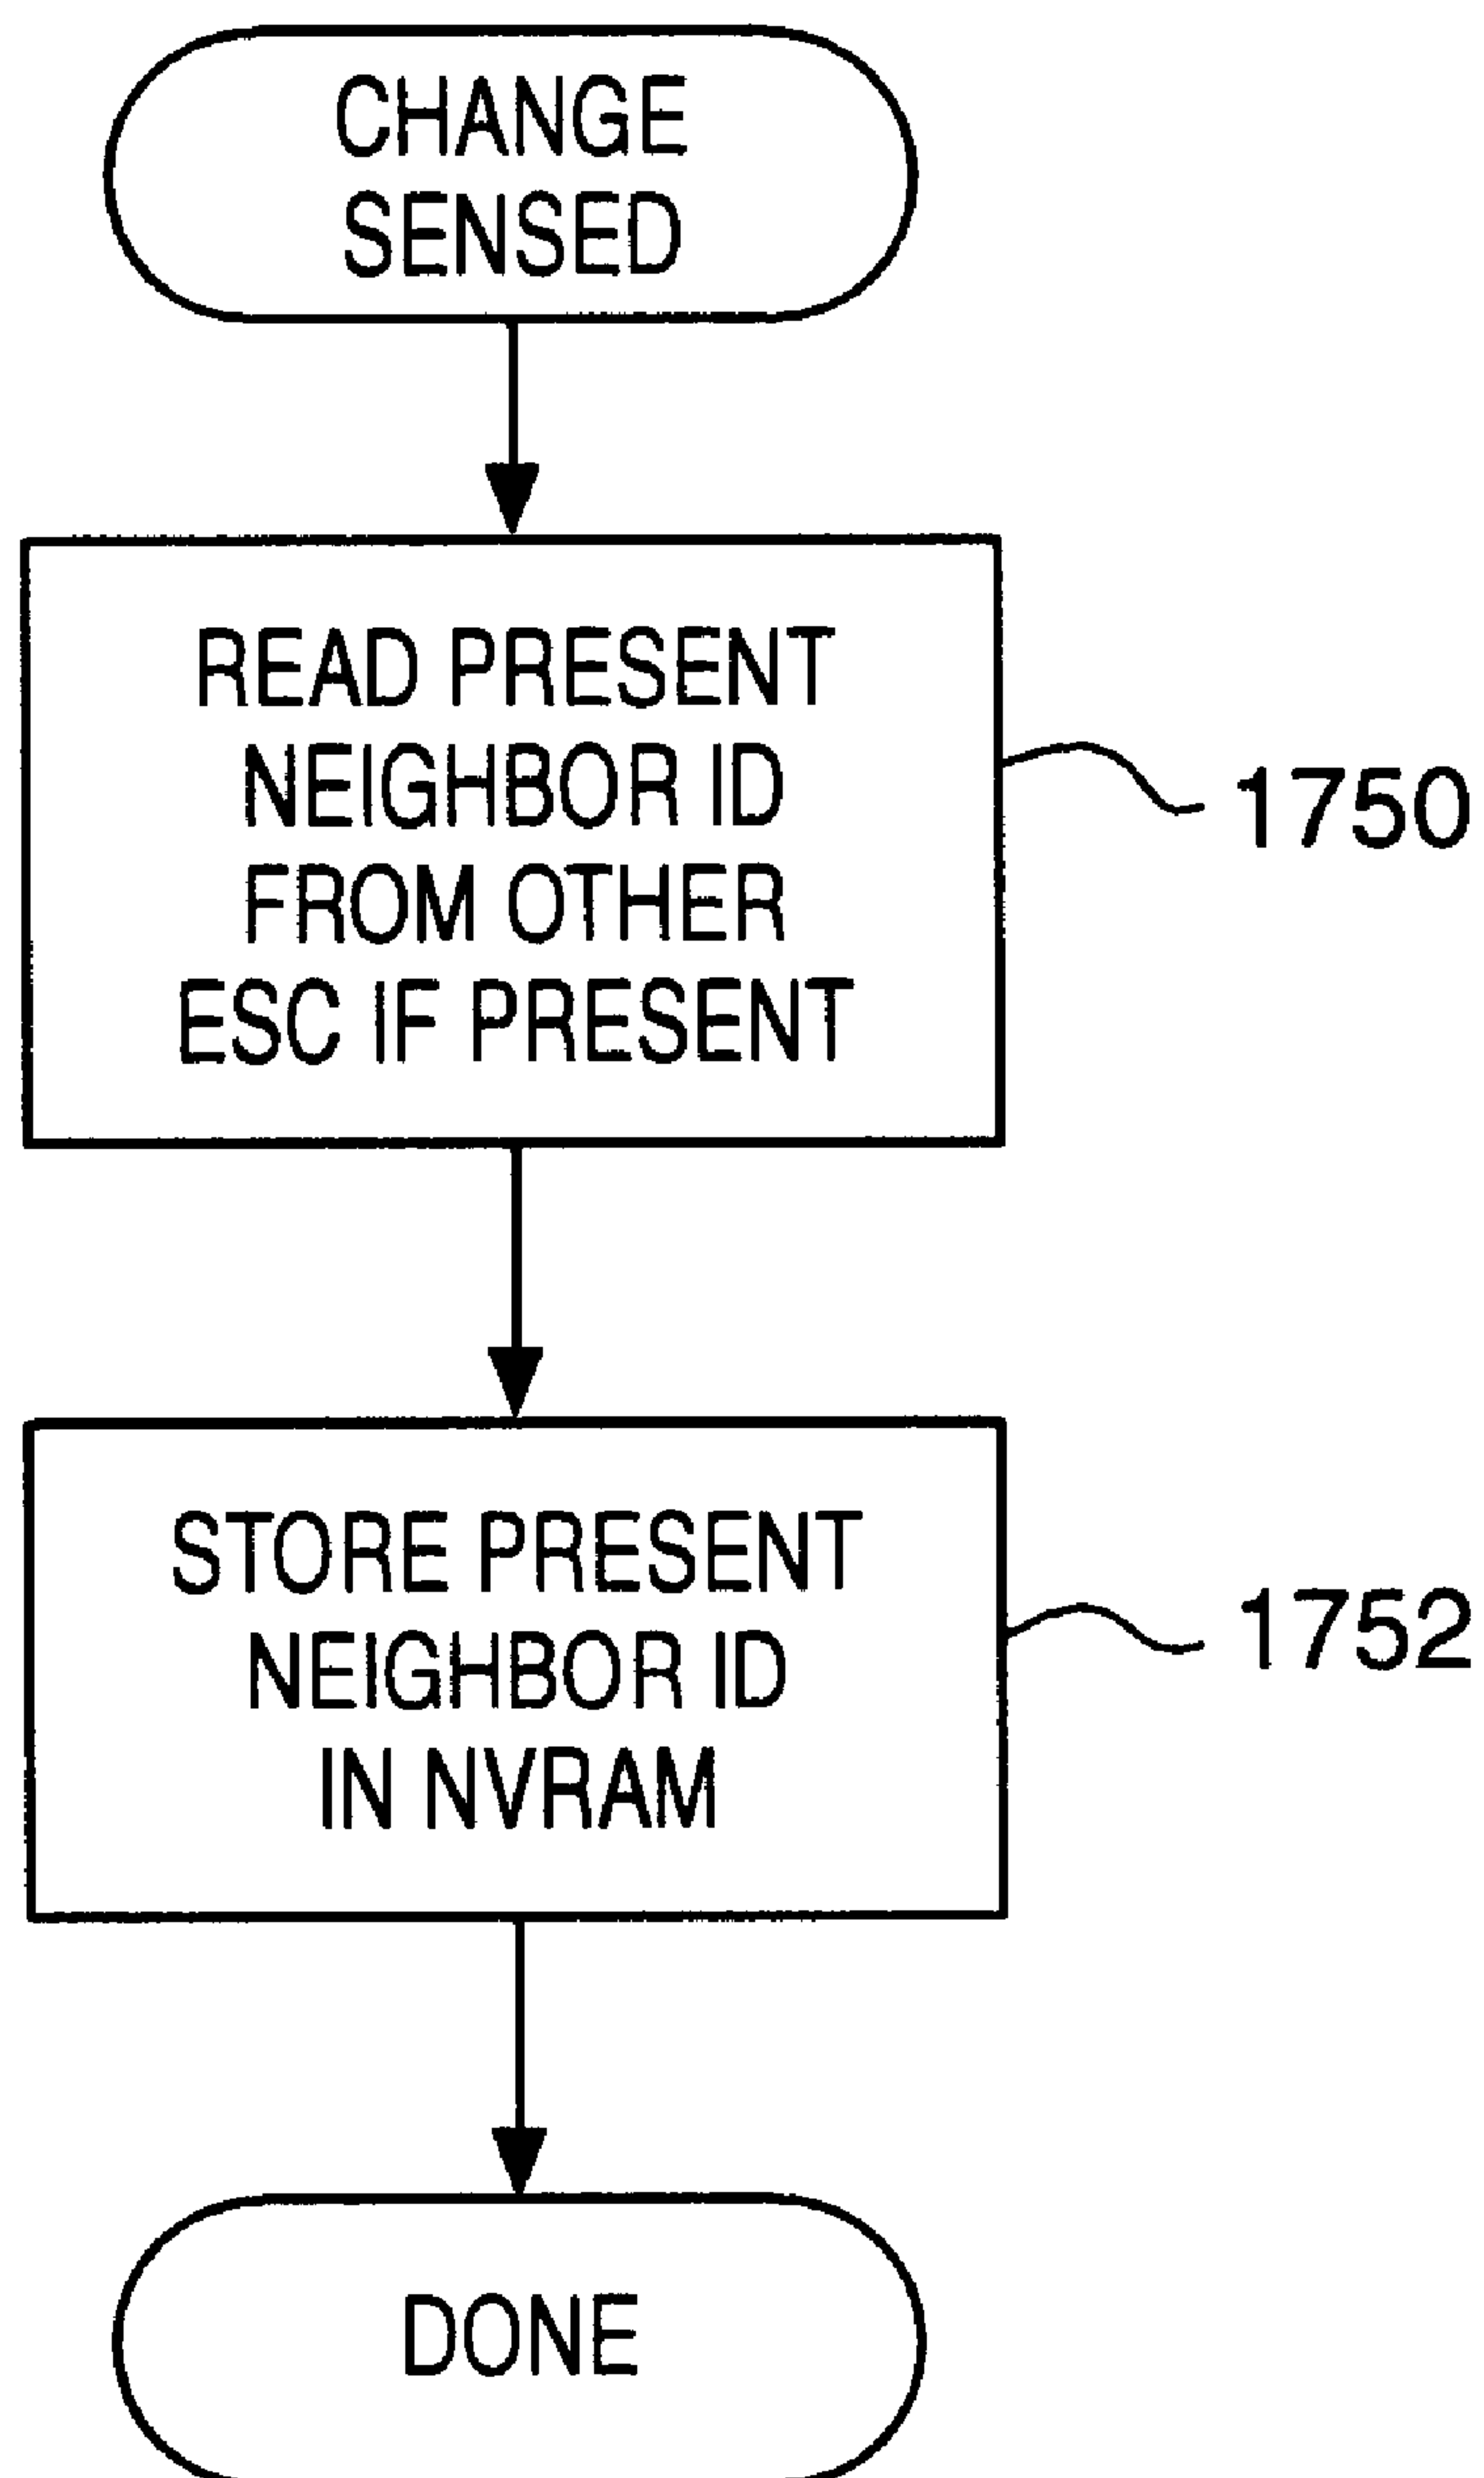 CHANGE
SENSED
READ PRESENT
NEIGHBOR ID
FROM OTHER
ESC IF PRESENT
1750
STORE PRESENT
NEIGHBOR ID
IN NVRAM
1752
DONE